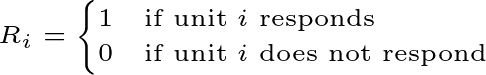 R_i = { 1 if unit i responds
0 if unit i does not respond